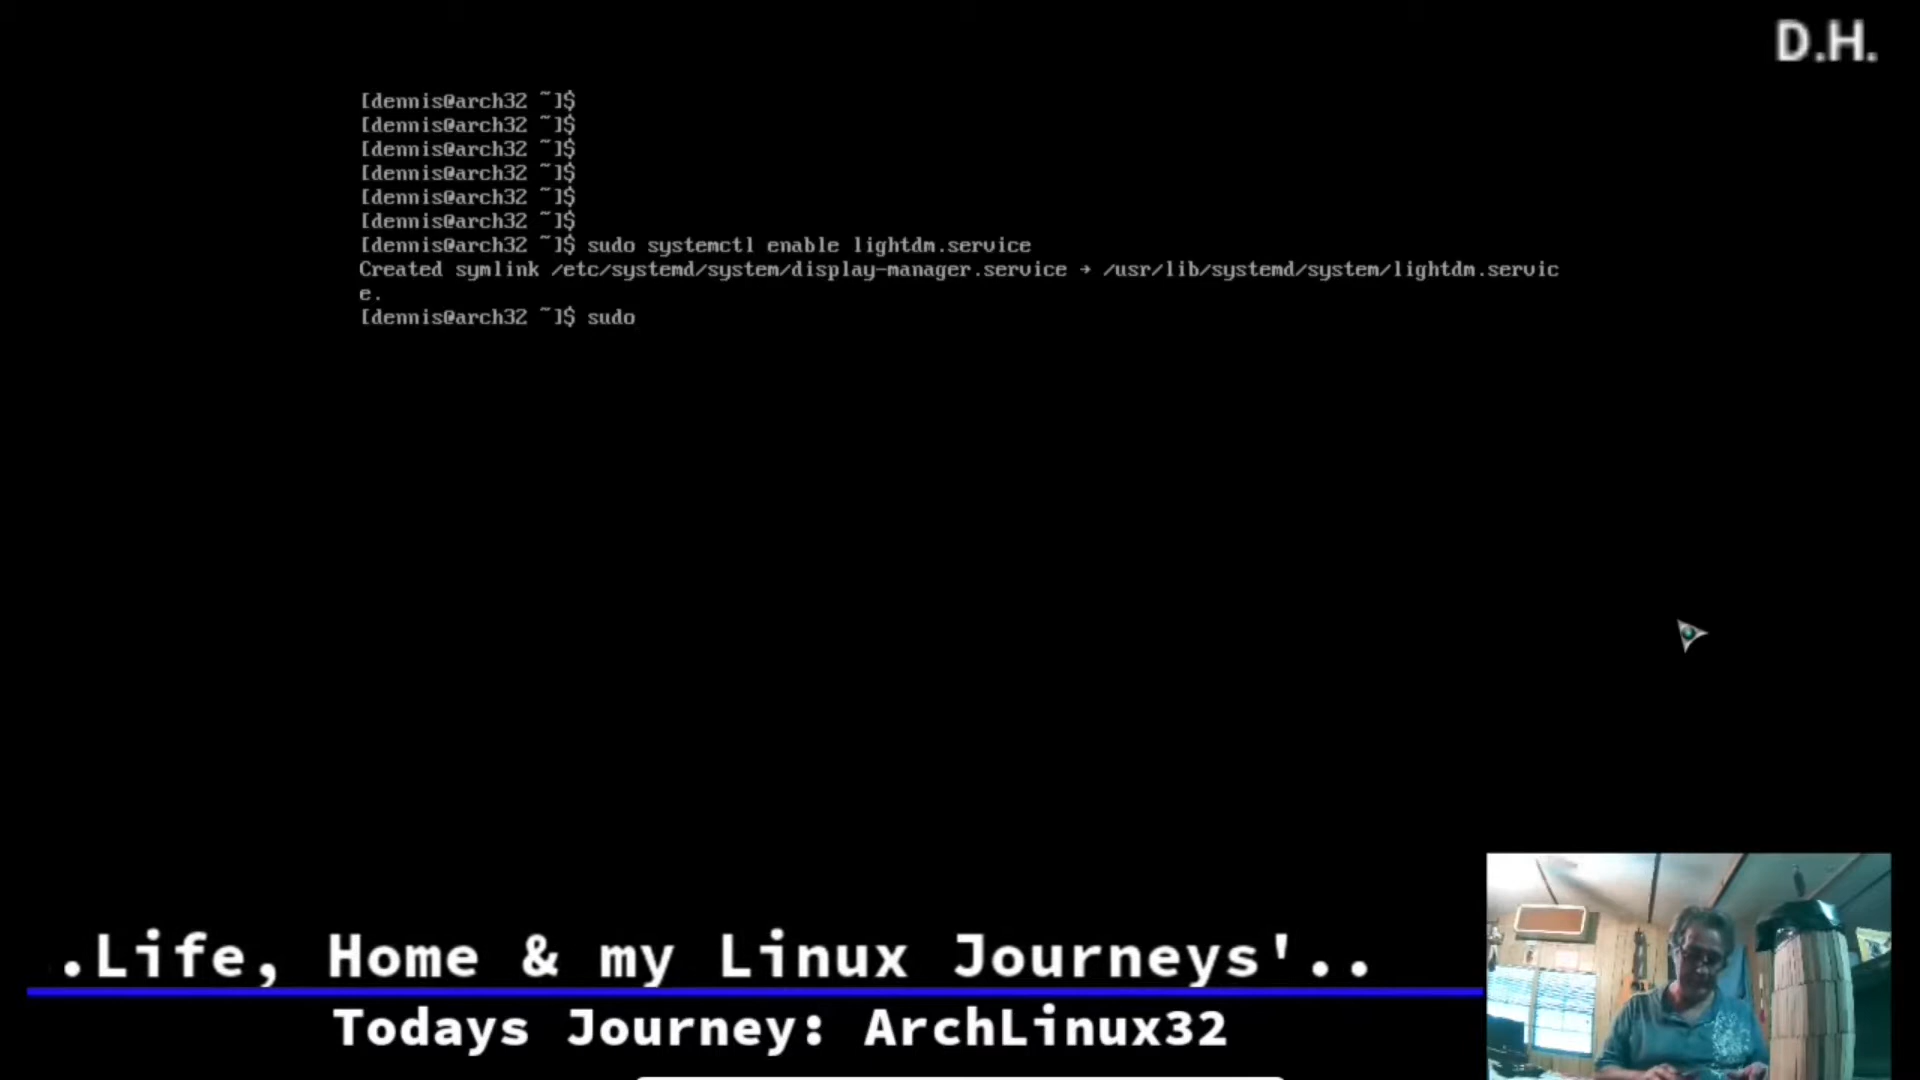 D.H.
[dennis@arch32 ~]$
[dennis@arch32 ~]$
[dennis@arch32 ~]$
[dennis@arch32 ~]$
[dennis@arch32 ~]$
[dennis@arch32 ~]$
[dennis@arch32 ~]$ sudo systemctl enable lightdm.service
Created symlink /etc/systemd/system/display-manager.service → /usr/lib/systemd/system/lightdm.servic
e.
[dennis@arch32 ~]$ sudo
.Life, Home & my Linux Journeys'..
Todays Journey: ArchLinux32